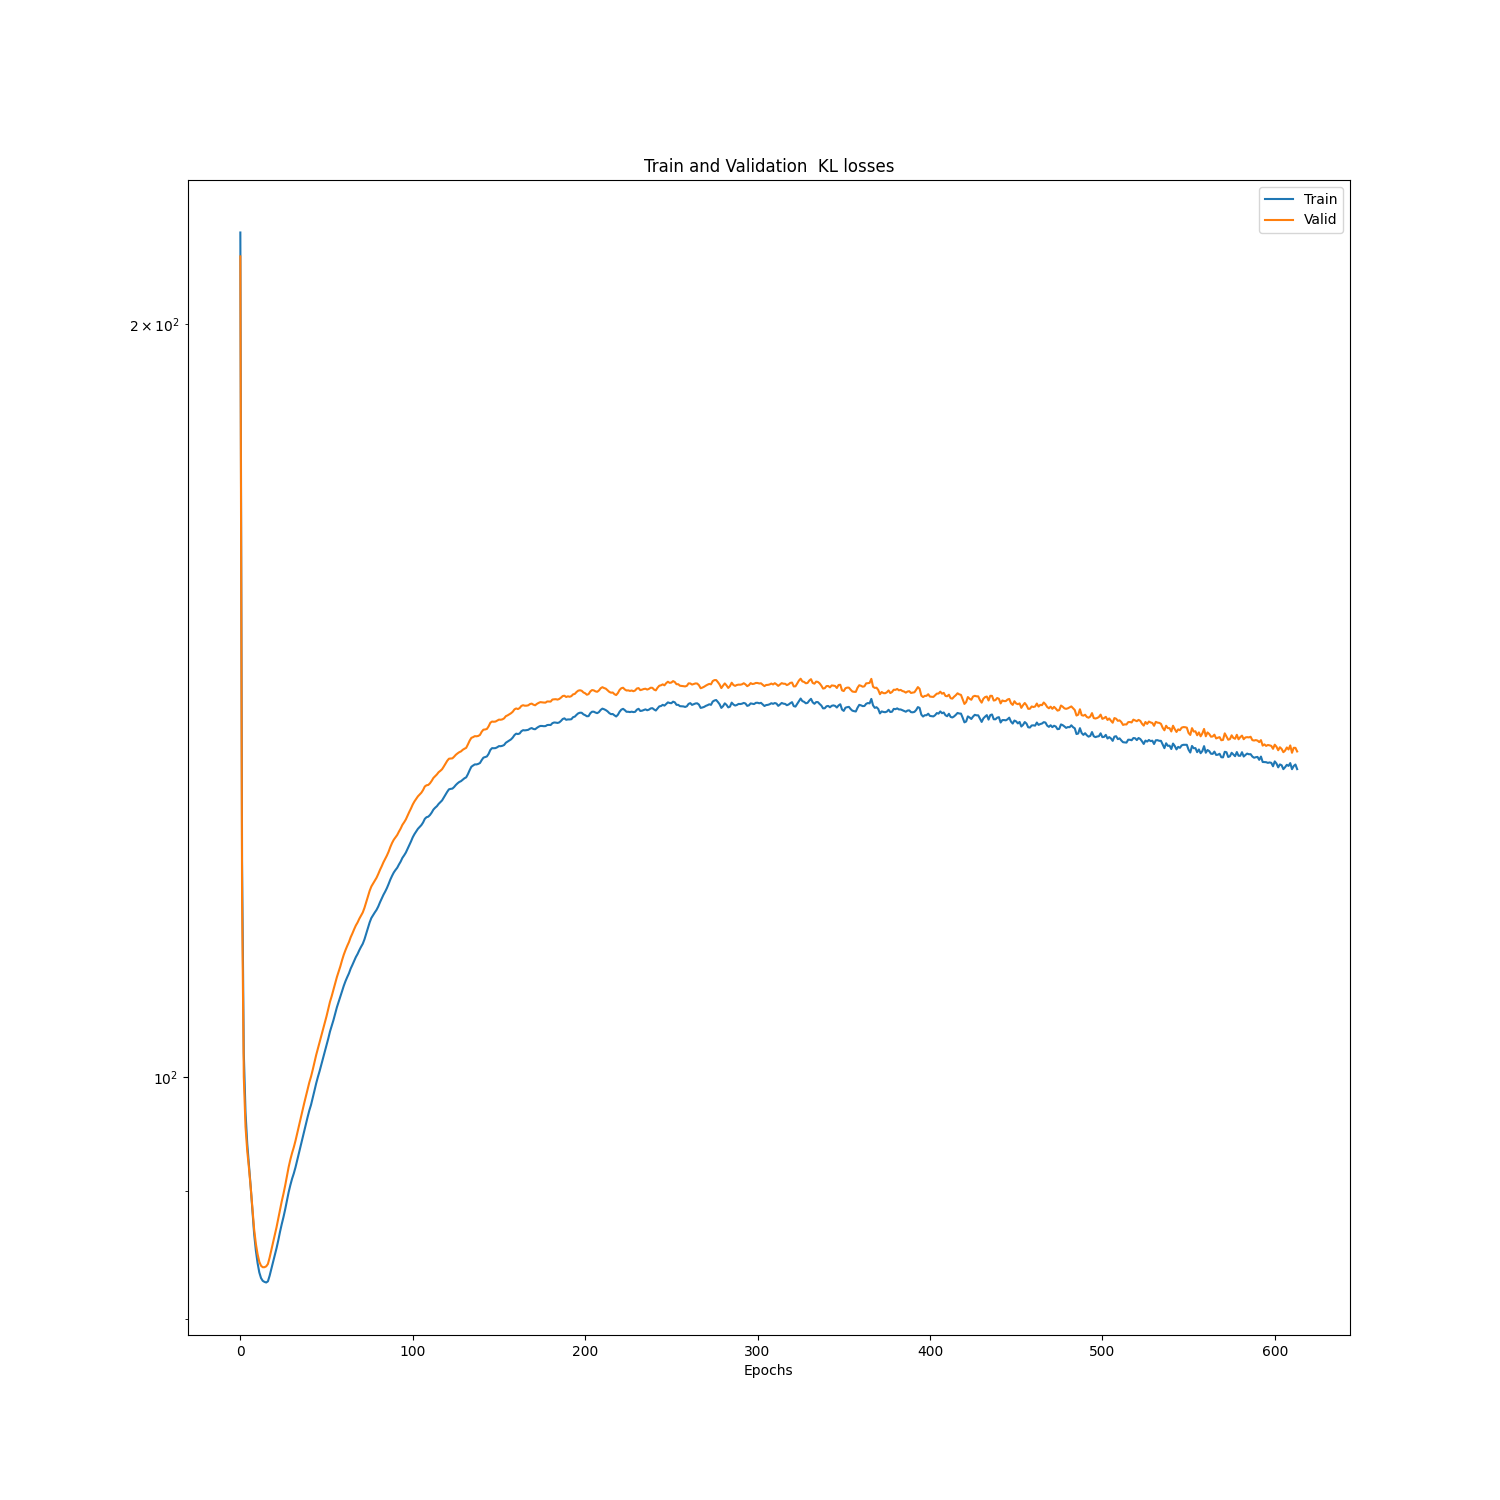 Train and Validation  KL losses
Train
Valid
2 × 10²
10²
0 100 200 300 400 500 600
Epochs